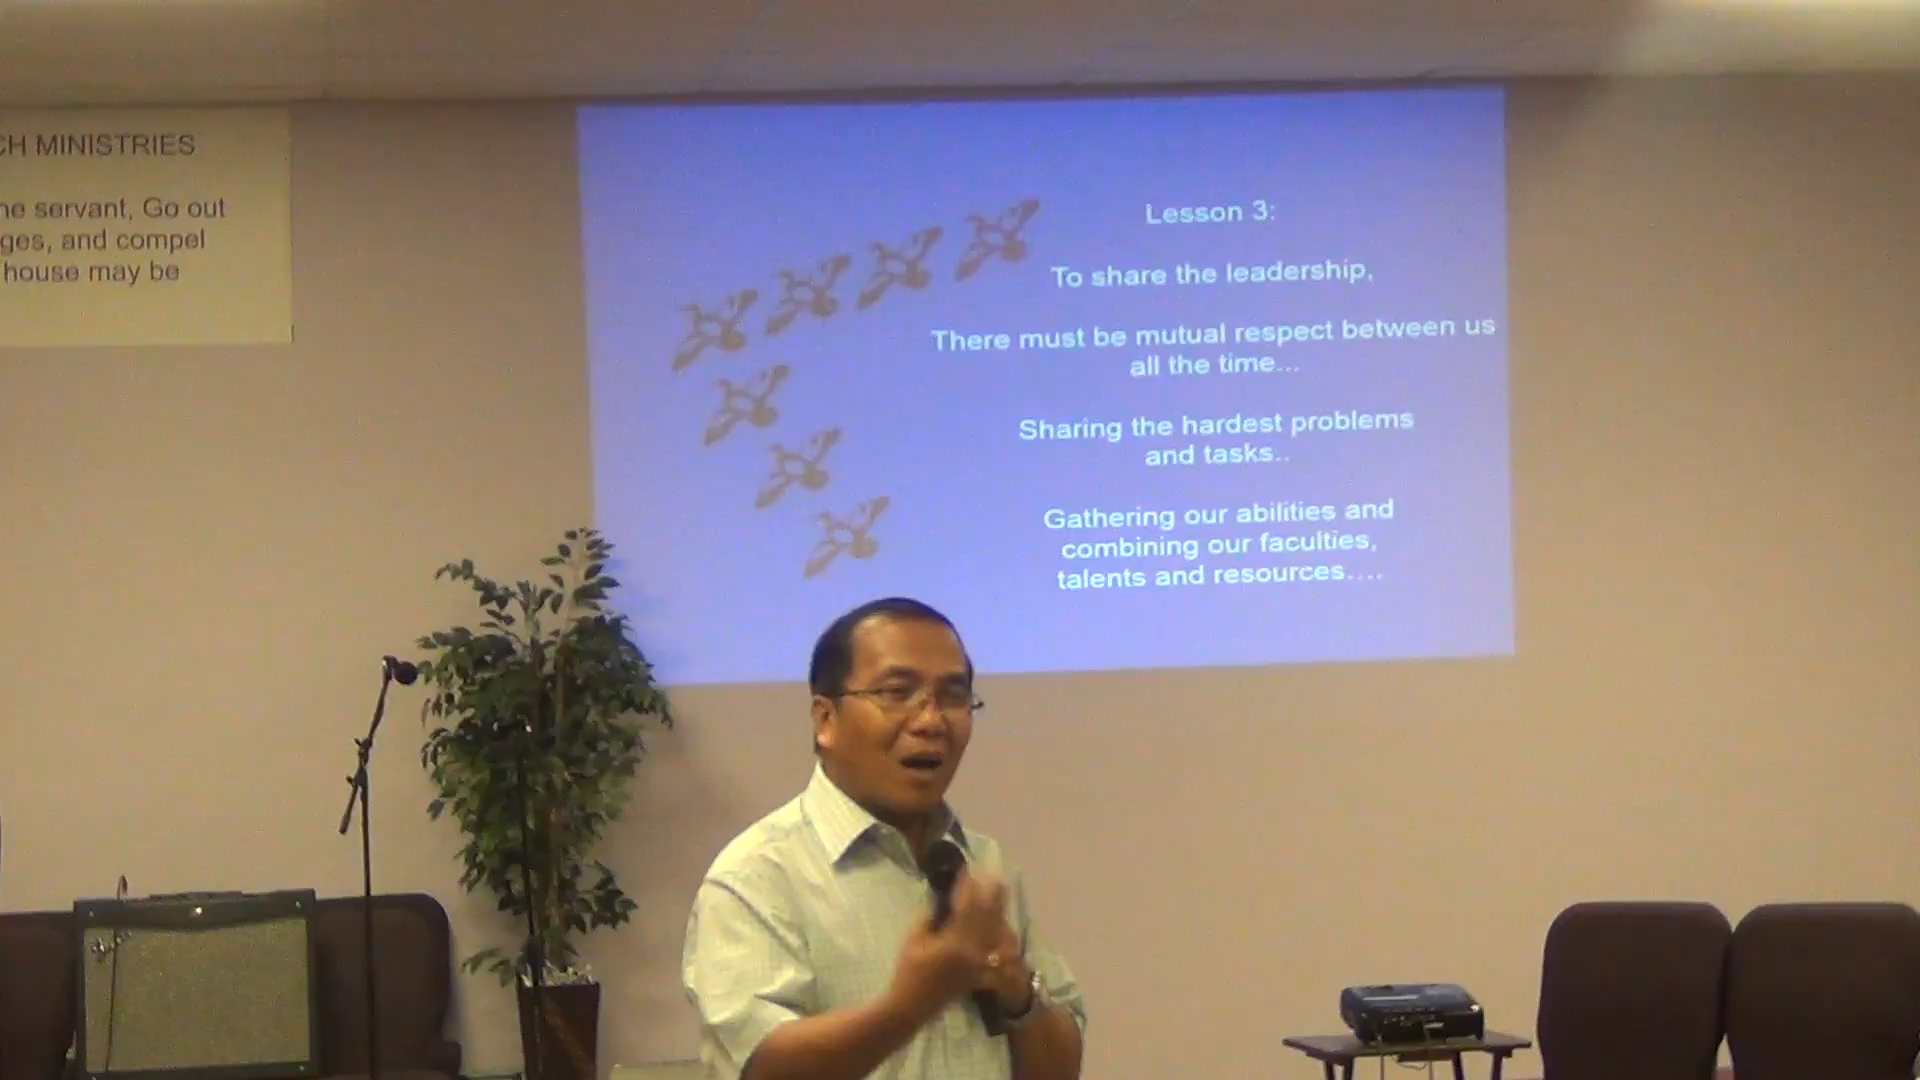 CH MINISTRIES
he servant, Go out
ges, and compel
house may be
Lesson 3:
To share the leadership,
There must be mutual respect between us
all the time...
Sharing the hardest problems
and tasks..
Gathering our abilities and
combining our faculties,
talents and resources....
Fender